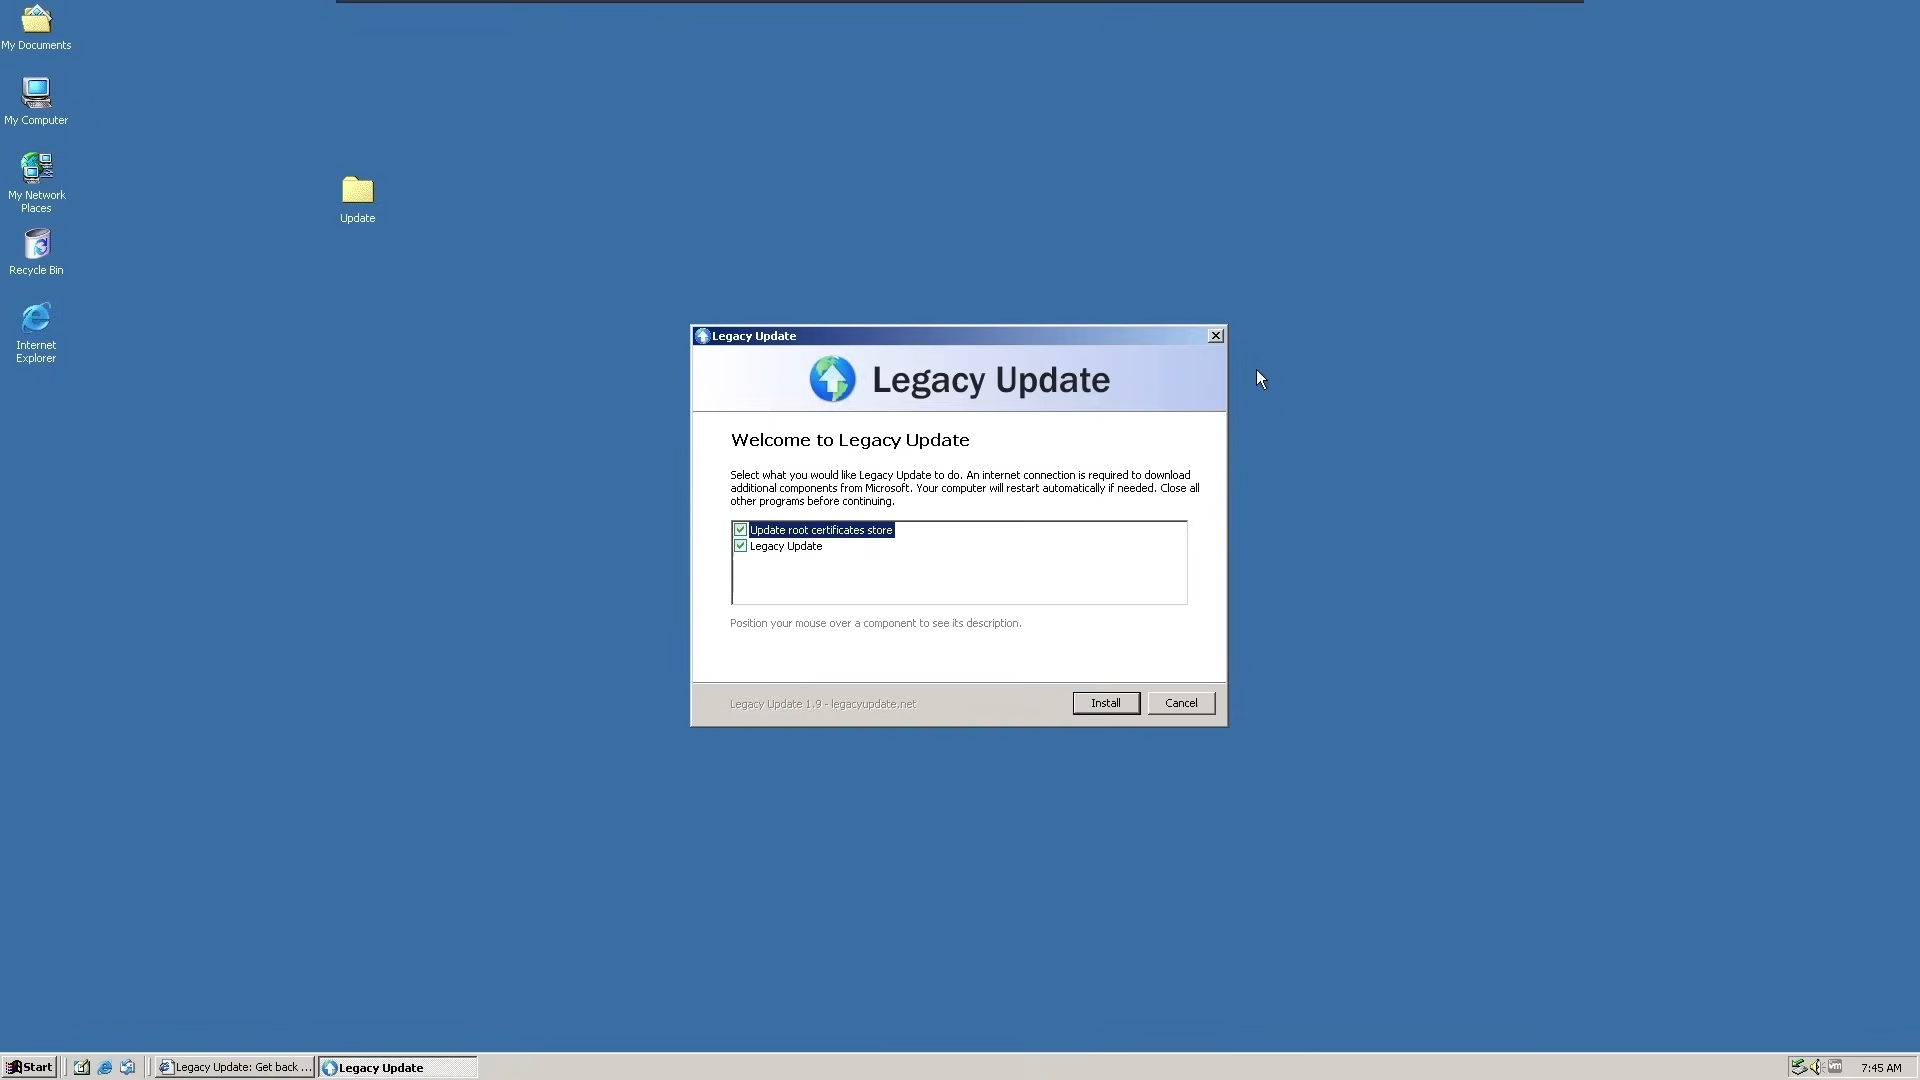 My Documents
My Computer
My Network
Places
Recycle Bin
Internet
Explorer
Update
Legacy Update
Legacy Update
Welcome to Legacy Update
Select what you would like Legacy Update to do. An internet connection is required to download
additional components from Microsoft. Your computer will restart automatically if needed. Close all
other programs before continuing.
Update root certificates store
Legacy Update
Position your mouse over a component to see its description.
Legacy Update 1.9 - legacyupdate.net
Install
Cancel
Start
Legacy Update: Get back ...
Legacy Update
vm
7:45 AM